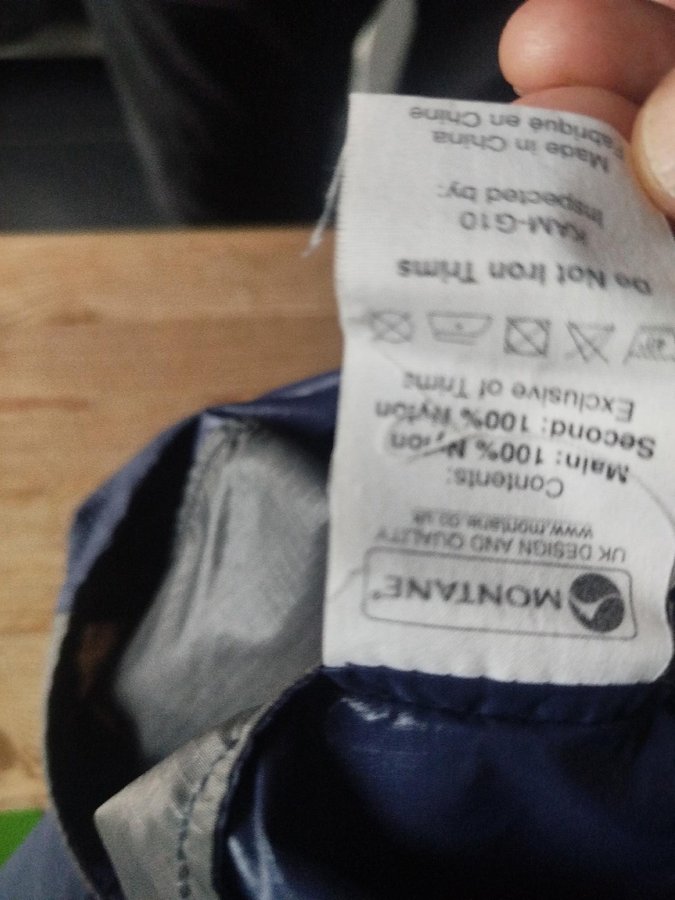 MONTANE®
UK DESIGN AND QUALITY
www.montane.co.uk
Contents:
Main: 100% Nylon
Second: 100% Nylon
Exclusive of Trims
40°
Do Not Iron Trims
KAM-G10
Inspected by:
Made in China
Fabriqué en Chine